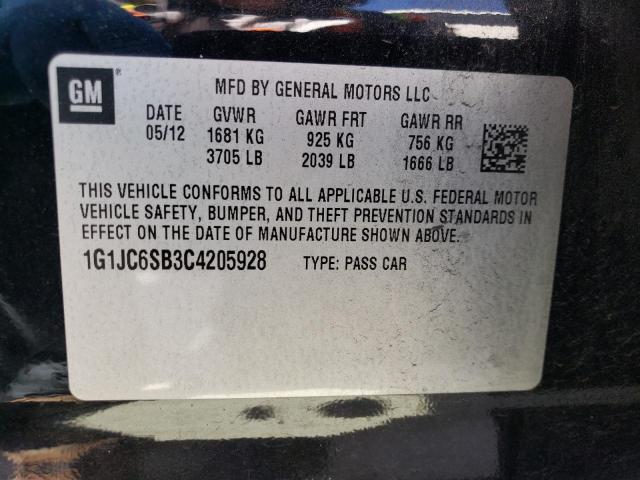 GM
®
MFD BY GENERAL MOTORS LLC
DATE GVWR GAWR FRT GAWR RR
05/12 1681 KG 925 KG 756 KG
3705 LB 2039 LB 1666 LB
THIS VEHICLE CONFORMS TO ALL APPLICABLE U.S. FEDERAL MOTOR
VEHICLE SAFETY, BUMPER, AND THEFT PREVENTION STANDARDS IN
EFFECT ON THE DATE OF MANUFACTURE SHOWN ABOVE.
1G1JC6SB3C4205928 TYPE: PASS CAR